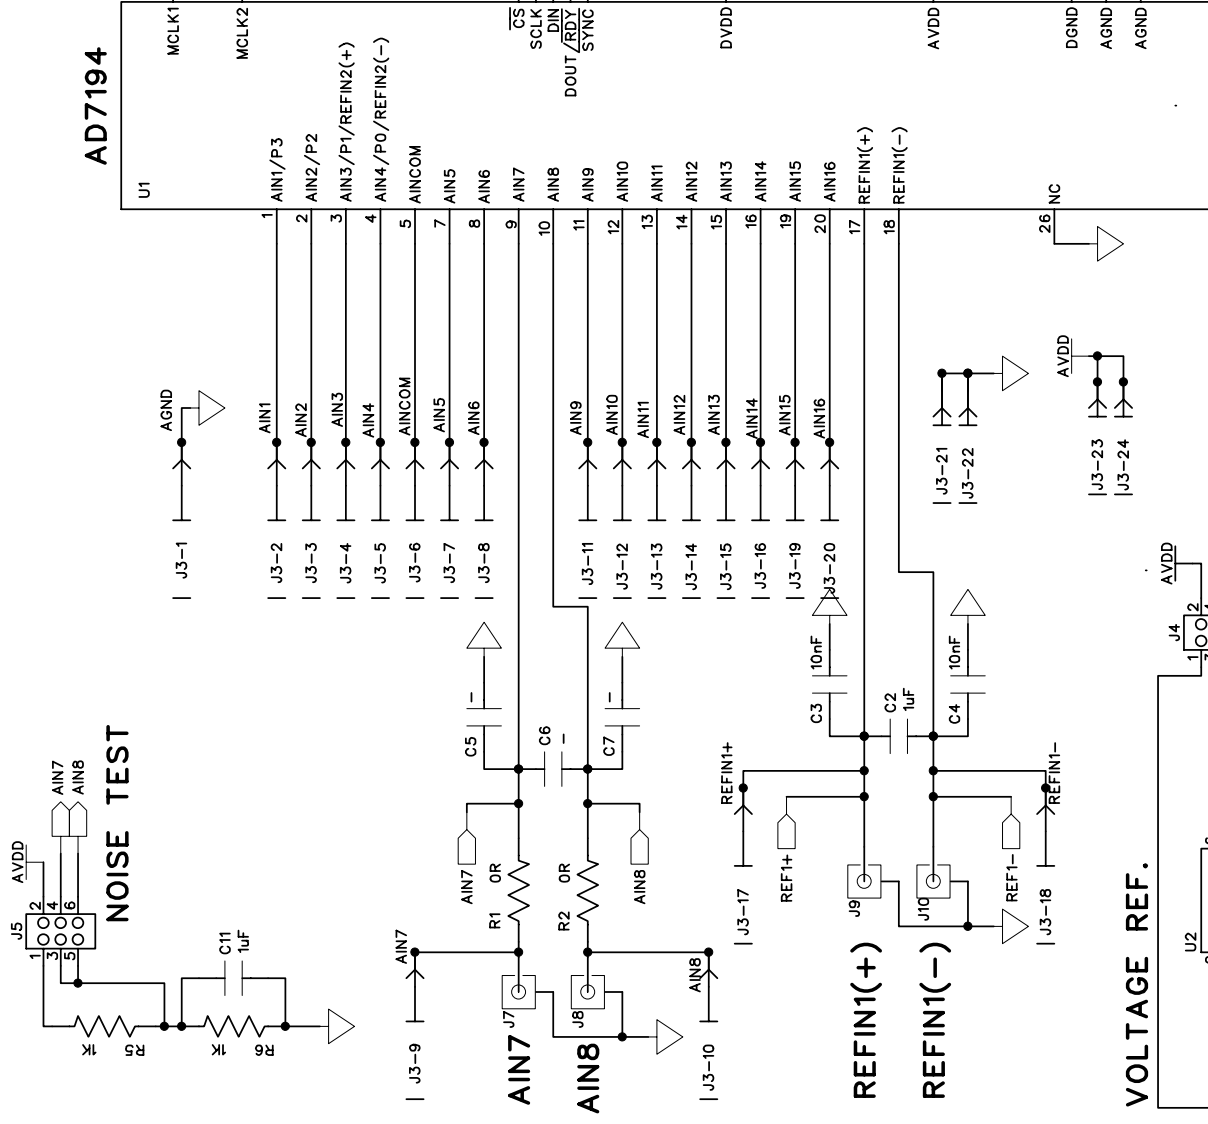 AD7194
U1
MCLK1
MCLK2
CS
SCLK
DIN
DOUT/RDY
SYNC
DVDD
AVDD
DGND
AGND
AGND
AIN1/P3
AIN2/P2
AIN3/P1/REFIN2(+)
AIN4/P0/REFIN2(-)
AINCOM
AIN5
AIN6
AIN7
AIN8
AIN9
AIN10
AIN11
AIN12
AIN13
AIN14
AIN15
AIN16
REFIN1(+)
REFIN1(-)
NC
1
2
3
4
5
7
8
9
10
11
12
13
14
15
16
19
20
17
18
26
AGND
AIN1
AIN2
AIN3
AIN4
AINCOM
AIN5
AIN6
AIN9
AIN10
AIN11
AIN12
AIN13
AIN14
AIN15
AIN16
AVDD
J3-1
J3-2
J3-3
J3-4
J3-5
J3-6
J3-7
J3-8
J3-11
J3-12
J3-13
J3-14
J3-15
J3-16
J3-19
J3-20
J3-21
J3-22
J3-23
J3-24
NOISE TEST
AVDD
AIN7
AIN8
J5
2
4
6
1
3
5
R5
1K
R6
1K
C11
1uF
C5
-
C6
-
C7
-
AIN7
R1
0R
R2
0R
AIN8
AIN7
J3-9
J7
J8
AIN8
J3-10
AIN7
AIN8
C3
10nF
C2
1uF
C4
10nF
REFIN1+
REF1+
J3-17
J9
J10
REFIN1-
REF1-
J3-18
REFIN1(+)
REFIN1(-)
AVDD
J4
1
2
U2
VOLTAGE REF.